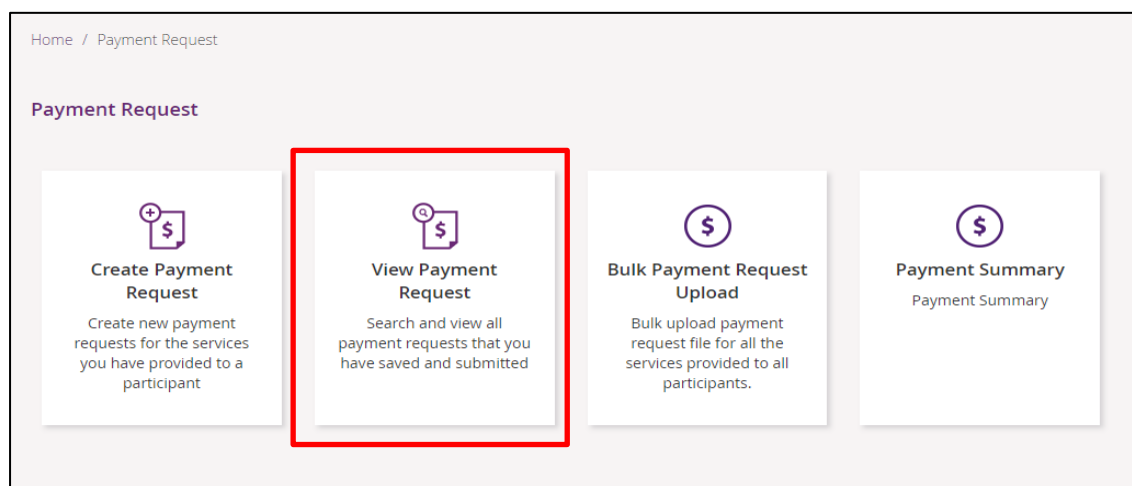 Home / Payment Request
Payment Request
Create Payment
Request
Create new payment
requests for the services
you have provided to a
participant
View Payment
Request
Search and view all
payment requests that you
have saved and submitted
Bulk Payment Request
Upload
Bulk upload payment
request file for all the
services provided to all
participants.
Payment Summary
Payment Summary